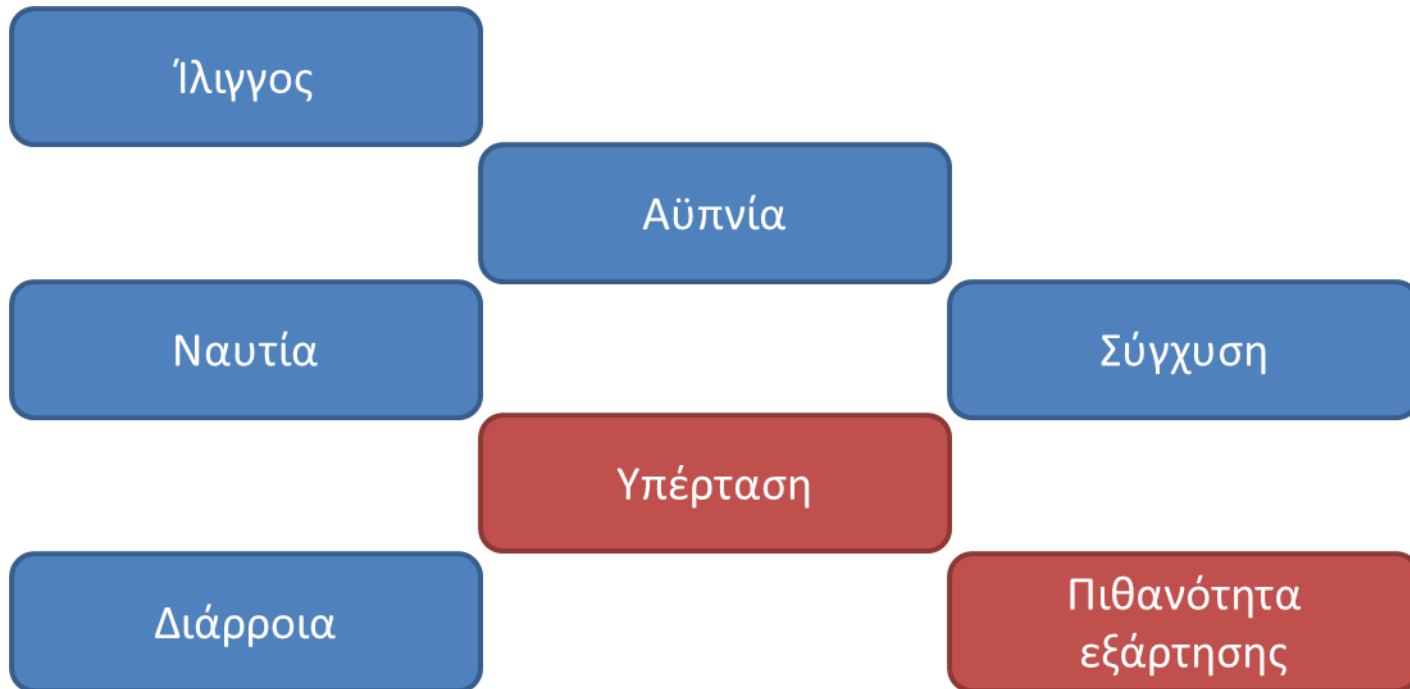 Ίλιγγος
Αϋπνία
Ναυτία
Σύγχυση
Υπέρταση
Διάρροια
Πιθανότητα
εξάρτησης